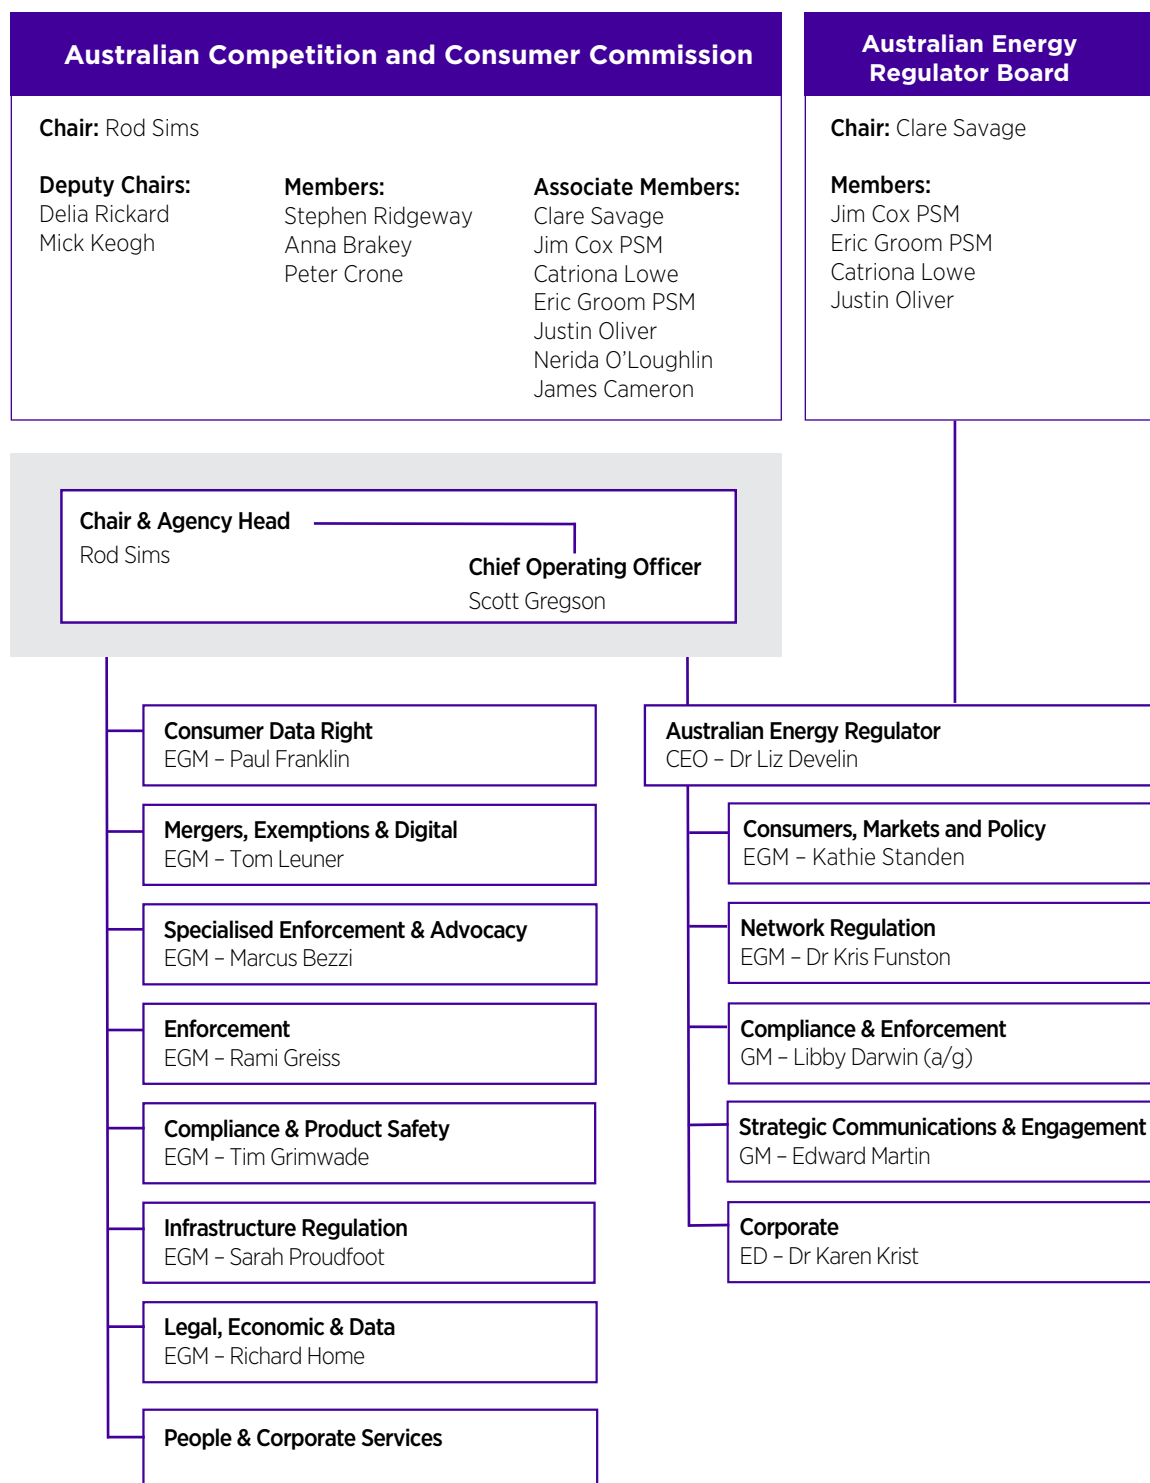 Australian Competition and Consumer Commission
Chair: Rod Sims
Deputy Chairs:
Delia Rickard
Mick Keogh
Members:
Stephen Ridgeway
Anna Brakey
Peter Crone
Associate Members:
Clare Savage
Jim Cox PSM
Catriona Lowe
Eric Groom PSM
Justin Oliver
Nerida O'Loughlin
James Cameron
Australian Energy
Regulator Board
Chair: Clare Savage
Members:
Jim Cox PSM
Eric Groom PSM
Catriona Lowe
Justin Oliver
Chair & Agency Head
Rod Sims
Chief Operating Officer
Scott Gregson
Consumer Data Right
EGM – Paul Franklin
Mergers, Exemptions & Digital
EGM – Tom Leuner
Specialised Enforcement & Advocacy
EGM – Marcus Bezzi
Enforcement
EGM – Rami Greiss
Compliance & Product Safety
EGM – Tim Grimwade
Infrastructure Regulation
EGM – Sarah Proudfoot
Legal, Economic & Data
EGM – Richard Home
People & Corporate Services
Australian Energy Regulator
CEO – Dr Liz Develin
Consumers, Markets and Policy
EGM – Kathie Standen
Network Regulation
EGM – Dr Kris Funston
Compliance & Enforcement
GM – Libby Darwin (a/g)
Strategic Communications & Engagement
GM – Edward Martin
Corporate
ED – Dr Karen Krist